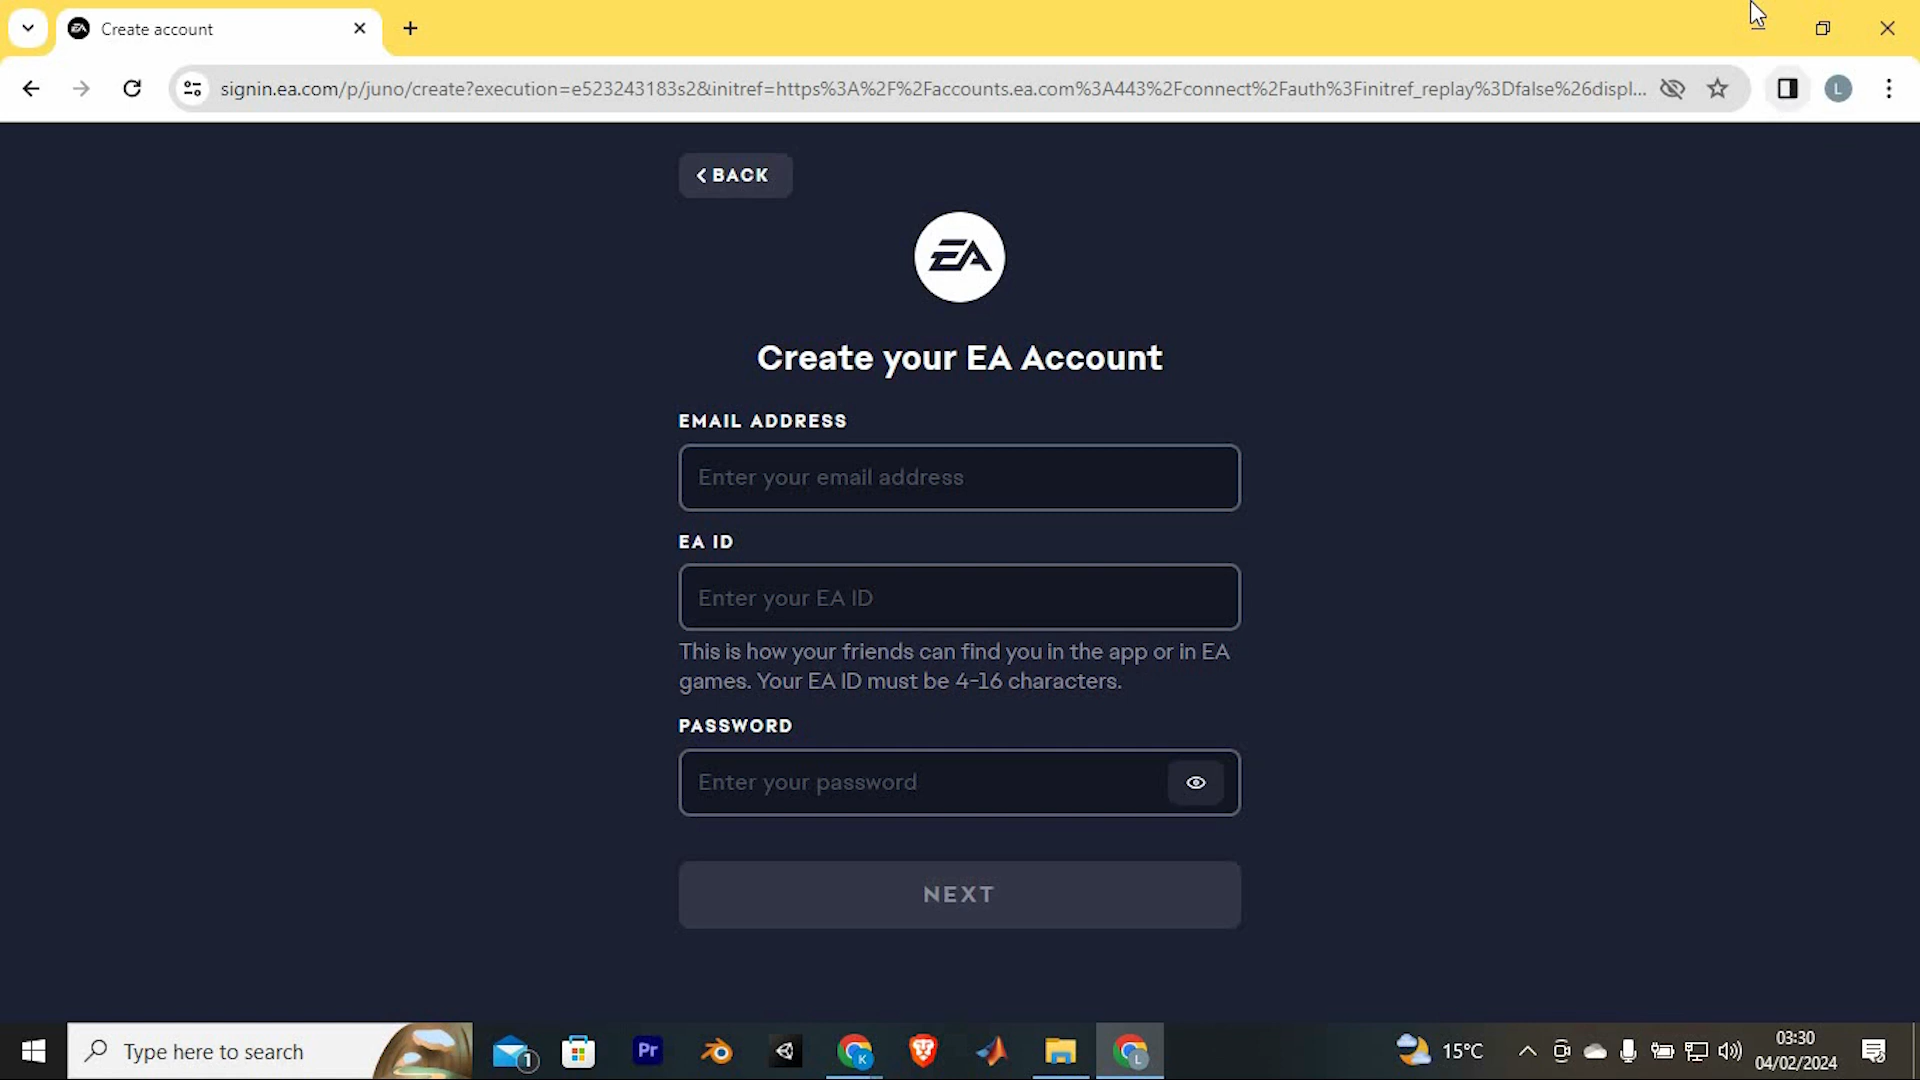 Create account
signin.ea.com/p/juno/create?execution=e523243183s2&initref=https%3A%2F%2Faccounts.ea.com%3A443%2Fconnect%2Fauth%3Finitref_replay%3Dfalse%26displ...
L
BACK
EA
Create your EA Account
EMAIL ADDRESS
Enter your email address
EA ID
Enter your EA ID
This is how your friends can find you in the app or in EA
games. Your EA ID must be 4-16 characters.
PASSWORD
Enter your password
NEXT
Type here to search
1
Pr
K
L
15°C
03:30
04/02/2024